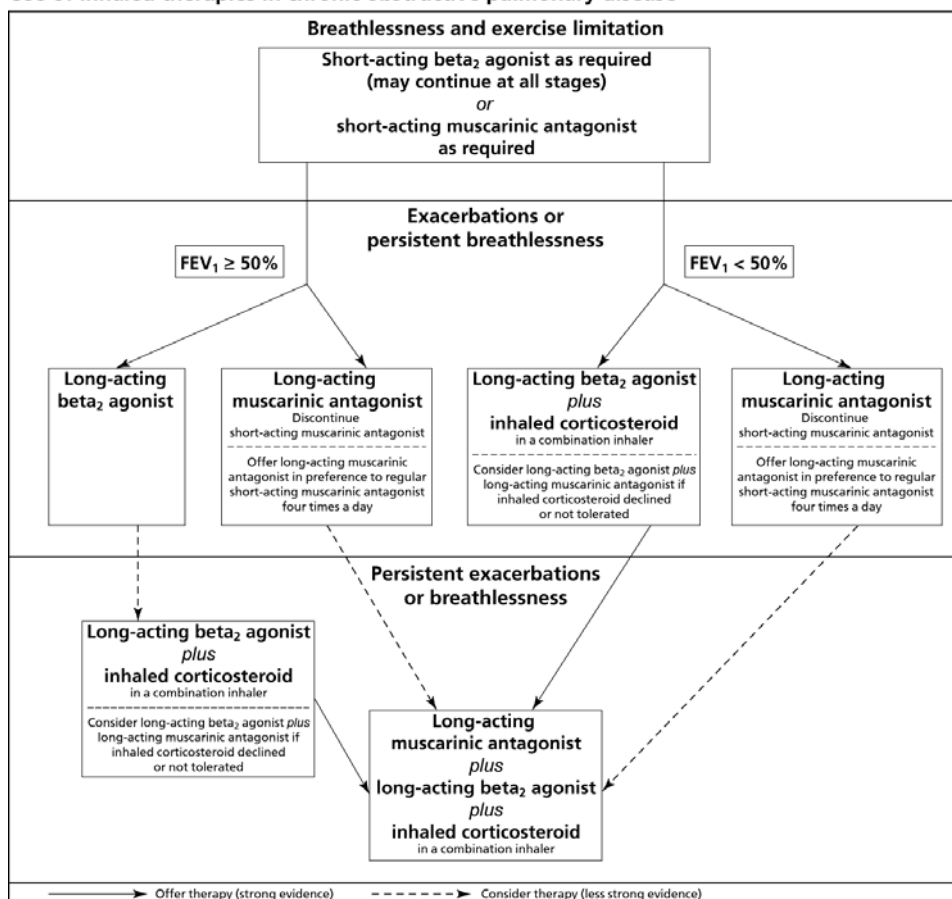 Breathlessness and exercise limitation
Short-acting beta₂ agonist as required
(may continue at all stages)
or
short-acting muscarinic antagonist
as required
Exacerbations or
persistent breathlessness
FEV₁ ≥ 50%
FEV₁ < 50%
Long-acting
beta₂ agonist
Long-acting
muscarinic antagonist
Discontinue
short-acting muscarinic antagonist
Offer long-acting muscarinic
antagonist in preference to regular
short-acting muscarinic antagonist
four times a day
Long-acting beta₂ agonist
plus
inhaled corticosteroid
in a combination inhaler
Consider long-acting beta₂ agonist plus
long-acting muscarinic antagonist if
inhaled corticosteroid declined
or not tolerated
Long-acting
muscarinic antagonist
Discontinue
short-acting muscarinic antagonist
Offer long-acting muscarinic
antagonist in preference to regular
short-acting muscarinic antagonist
four times a day
Persistent exacerbations
or breathlessness
Long-acting beta₂ agonist
plus
inhaled corticosteroid
in a combination inhaler
Consider long-acting beta₂ agonist plus
long-acting muscarinic antagonist if
inhaled corticosteroid declined
or not tolerated
Long-acting
muscarinic antagonist
plus
long-acting beta₂ agonist
plus
inhaled corticosteroid
in a combination inhaler
Offer therapy (strong evidence)
Consider therapy (less strong evidence)